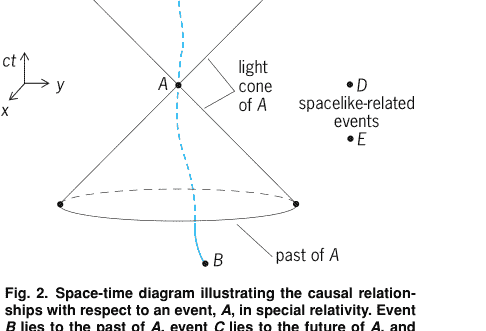 ct
y
x
A
light
cone
of A
D
spacelike-related
events
E
B
past of A
Fig. 2. Space-time diagram illustrating the causal relation-
ships with respect to an event, A, in special relativity. Event
B lies to the past of A, event C lies to the future of A, and